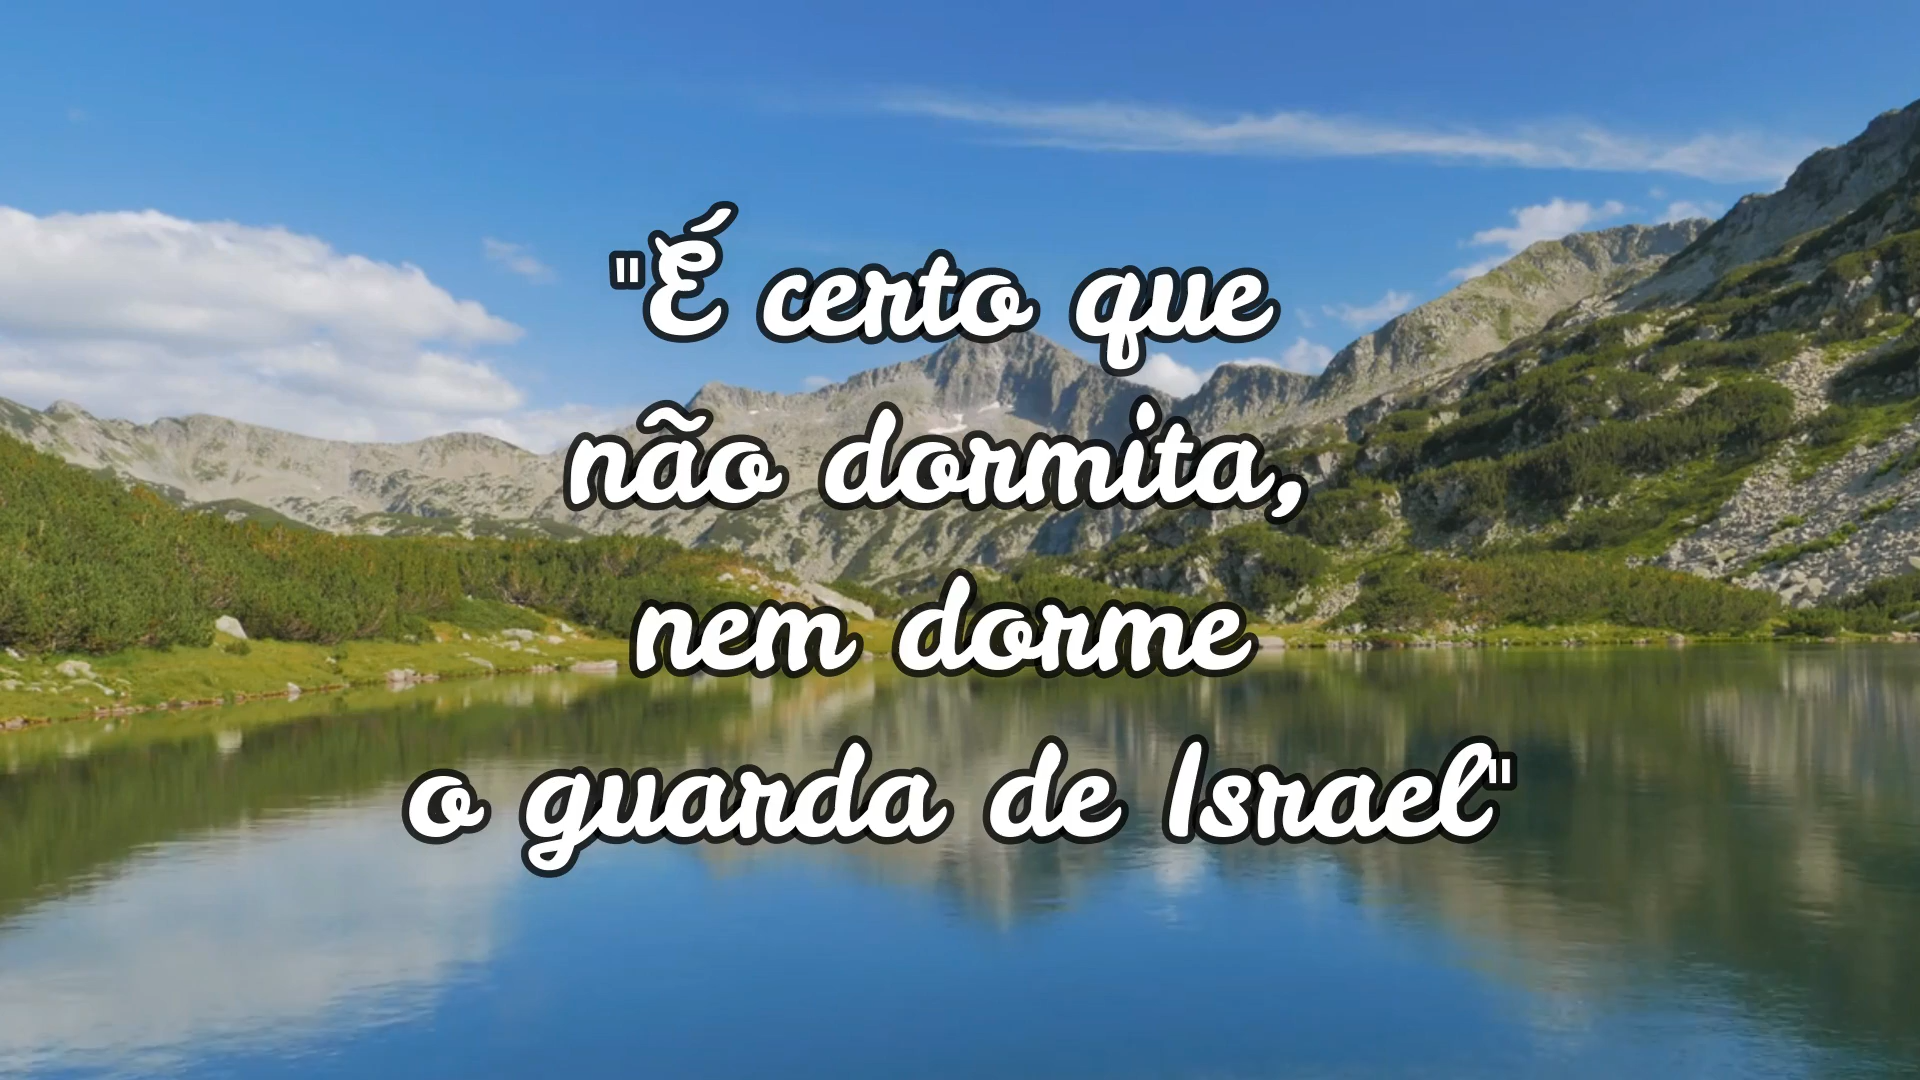 "É certo que
não dormita,
nem dorme
o guarda de Israel"